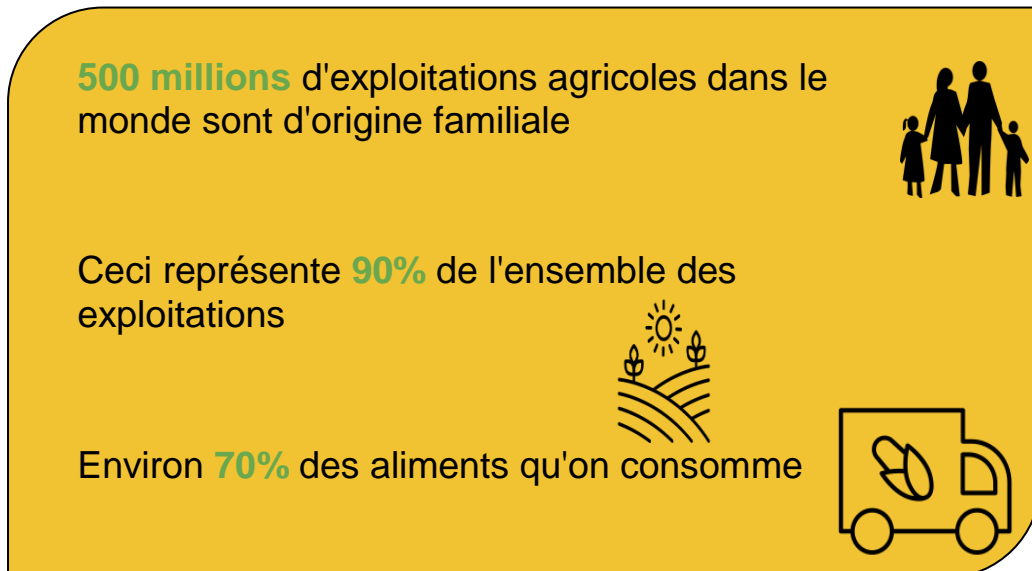 500 millions d'exploitations agricoles dans le
monde sont d'origine familiale
Ceci représente 90% de l'ensemble des
exploitations
Environ 70% des aliments qu'on consomme